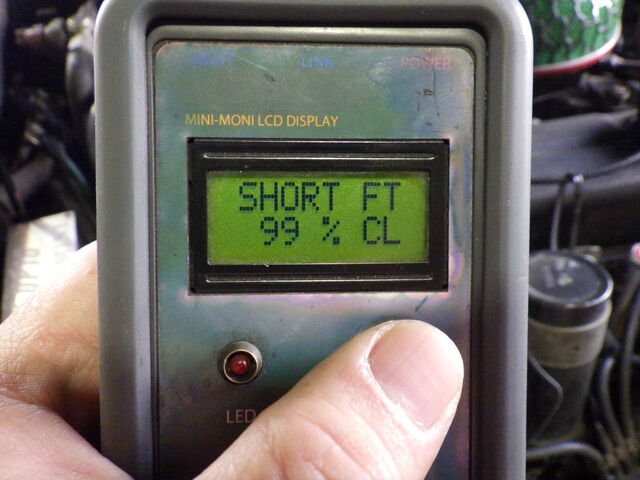 LIGHT LINK POWER
MINI-MONI LCD DISPLAY
SHORT FT
99 % CL
LED